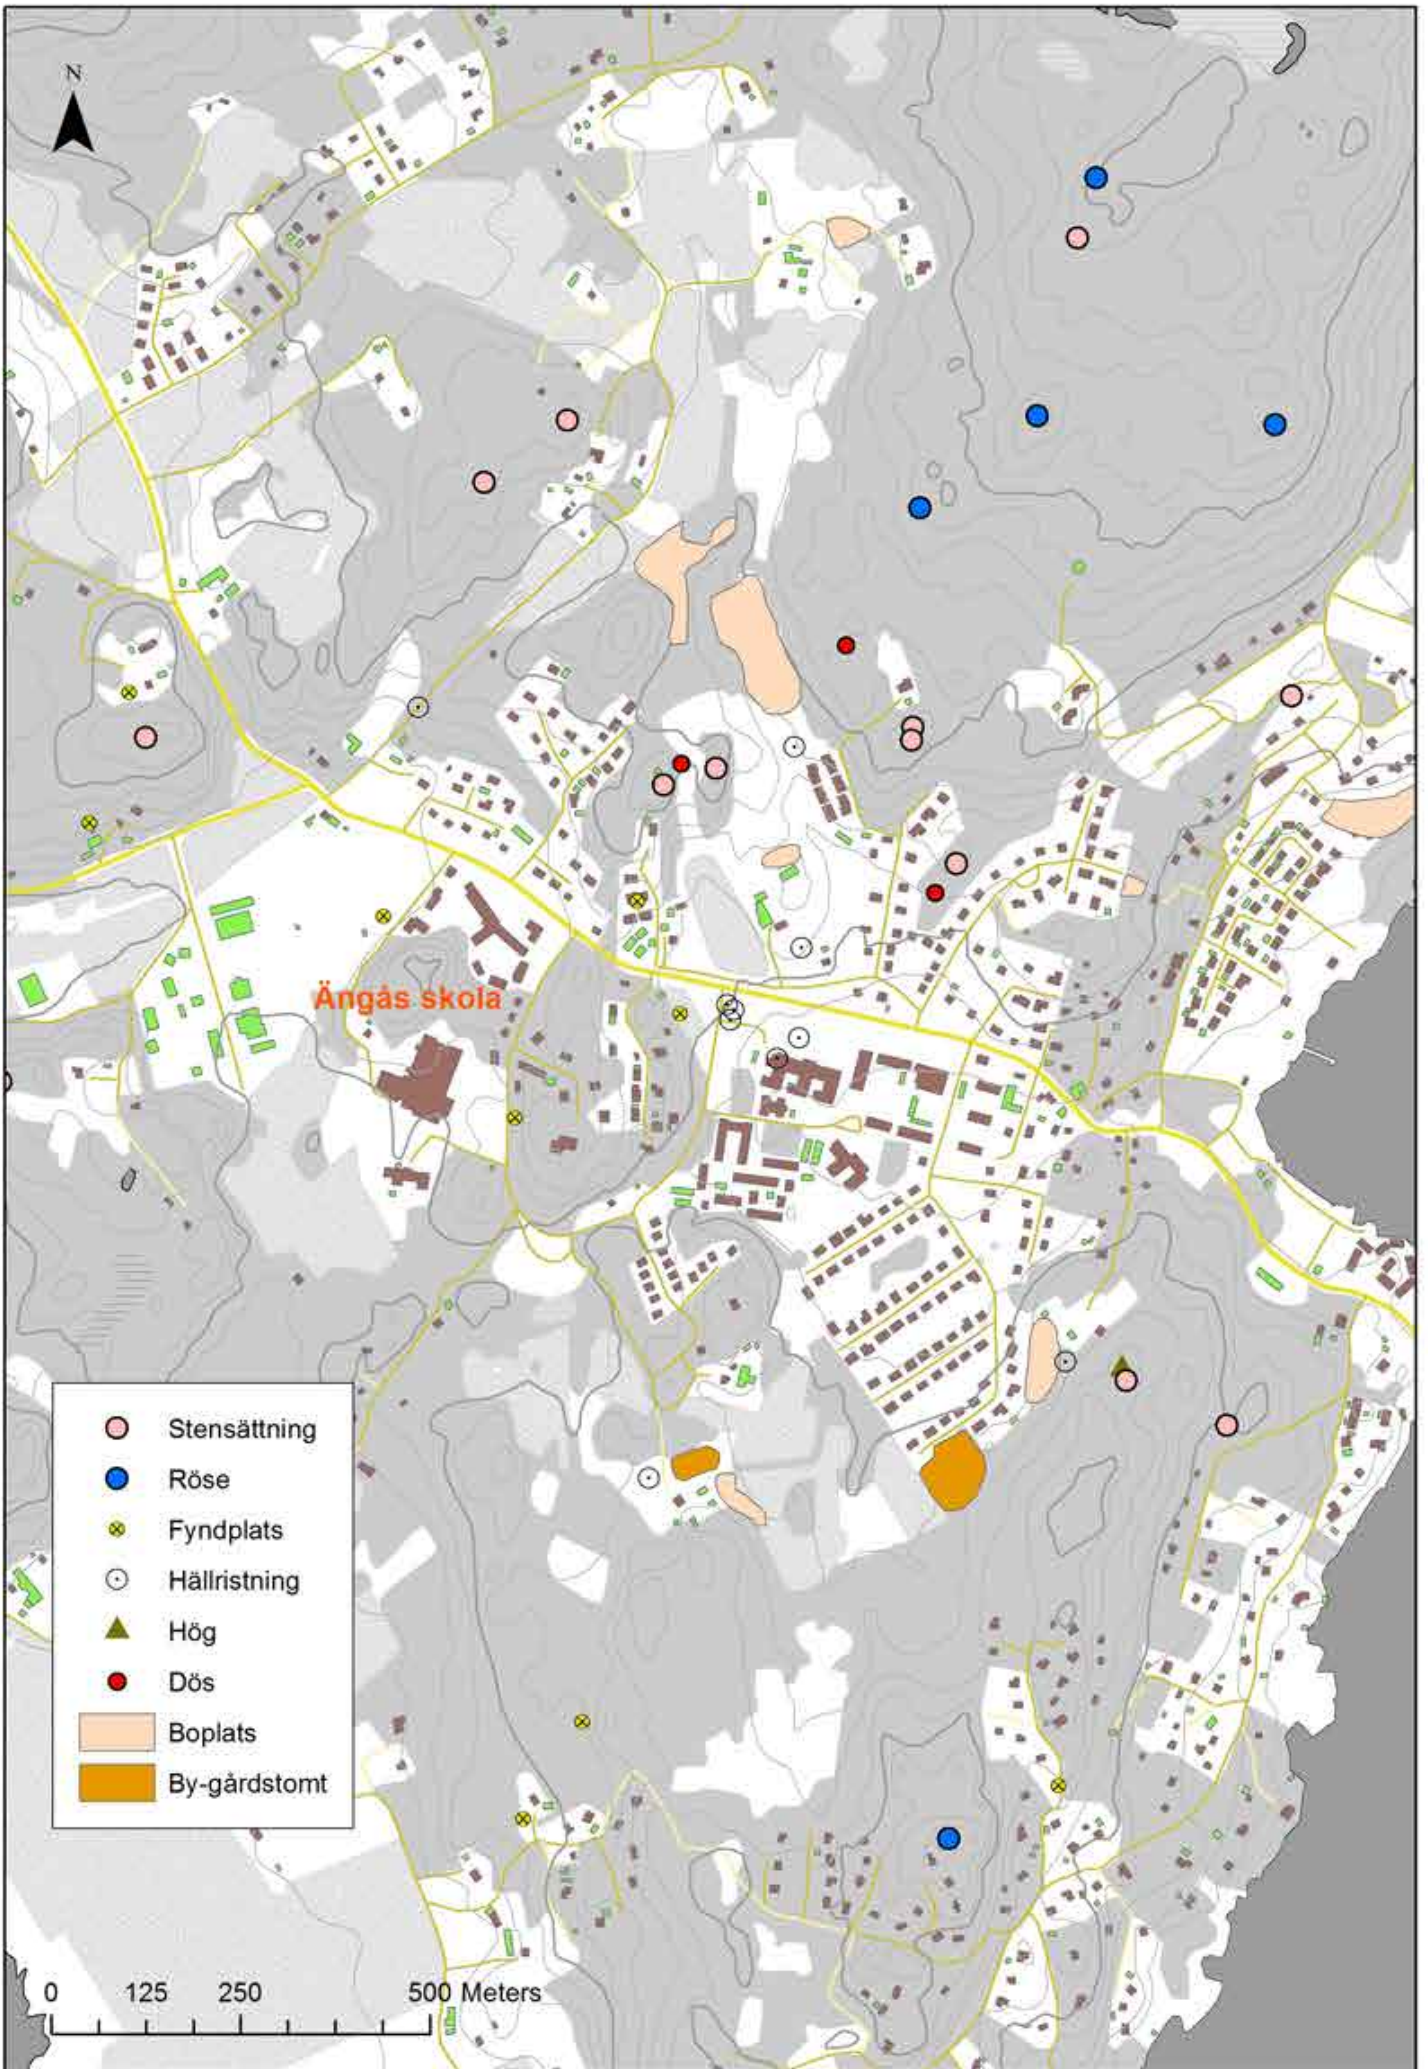 N
Ängås skola
Stensättning
Röse
Fyndplats
Hällristning
Hög
Dös
Boplats
By-gårdstomt
0 125 250 500 Meters